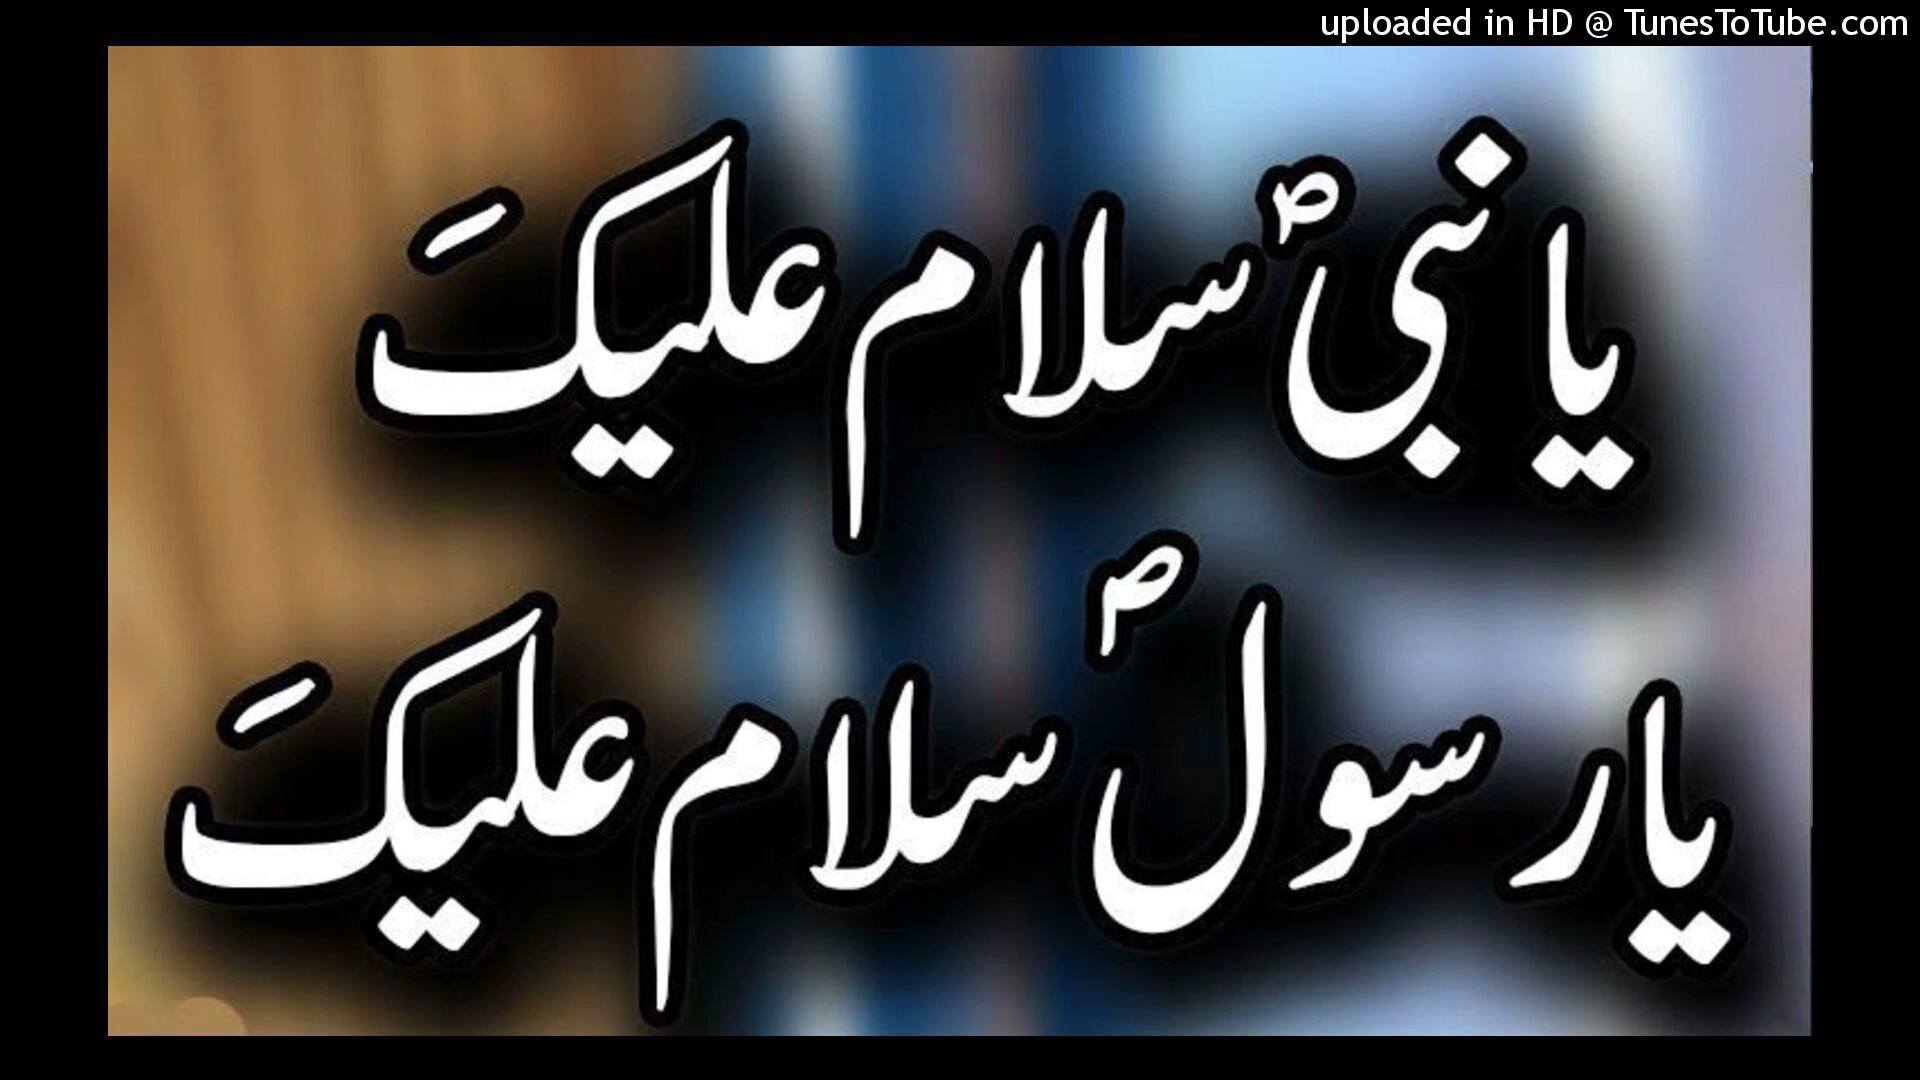 uploaded in HD @ TunesToTube.com
یا نبیؐ سلام علیکَ
یا رسولؐ سلام علیکَ